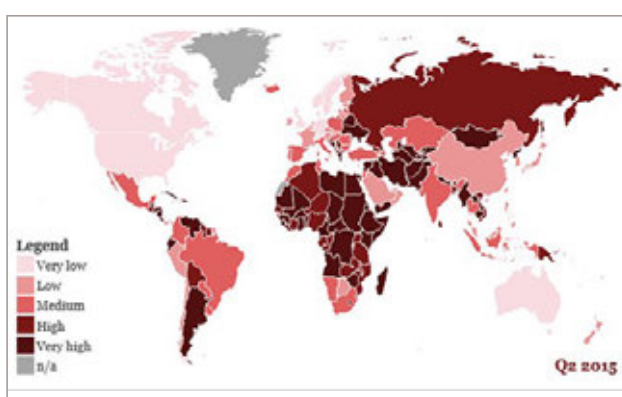 Legend
Very low
Low
Medium
High
Very high
n/a
Q2 2015